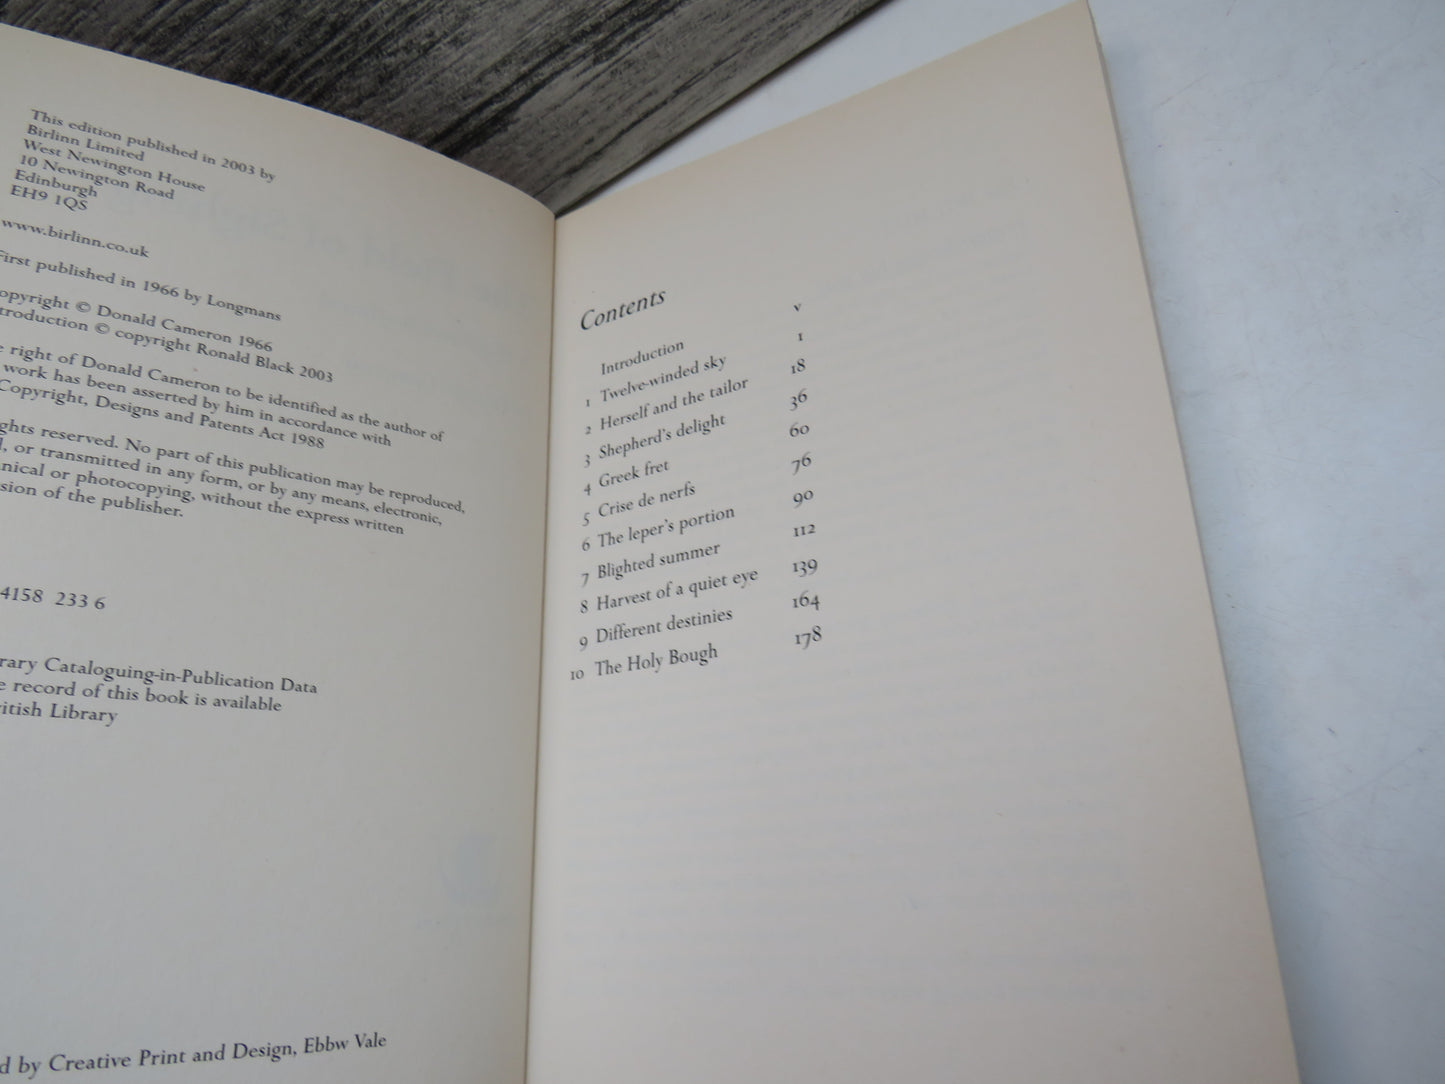 This edition published in 2003 by
Birlinn Limited
West Newington House
10 Newington Road
Edinburgh
EH9 1QS
www.birlinn.co.uk
First published in 1966 by Longmans
opyright © Donald Cameron 1966
troduction © copyright Ronald Black 2003
e right of Donald Cameron to be identified as the author of
work has been asserted by him in accordance with
Copyright, Designs and Patents Act 1988
ghts reserved. No part of this publication may be reproduced,
d, or transmitted in any form, or by any means, electronic,
nical or photocopying, without the express written
sion of the publisher.
4158 233 6
rary Cataloguing-in-Publication Data
e record of this book is available
itish Library
d by Creative Print and Design, Ebbw Vale
Contents
Introduction v
1 Twelve-winded sky 1
2 Herself and the tailor 18
3 Shepherd's delight 36
4 Greek fret 60
5 Crise de nerfs 76
6 The leper's portion 90
7 Blighted summer 112
8 Harvest of a quiet eye 139
9 Different destinies 164
10 The Holy Bough 178